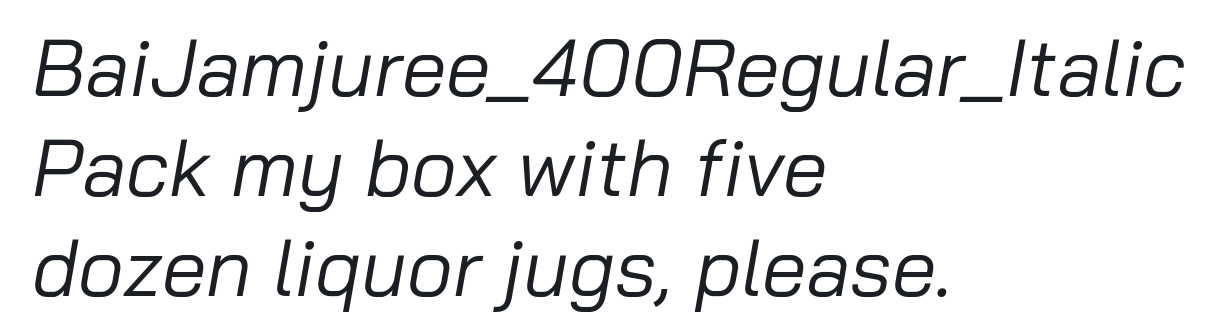 BaiJamjuree_400Regular_Italic
Pack my box with five
dozen liquor jugs, please.